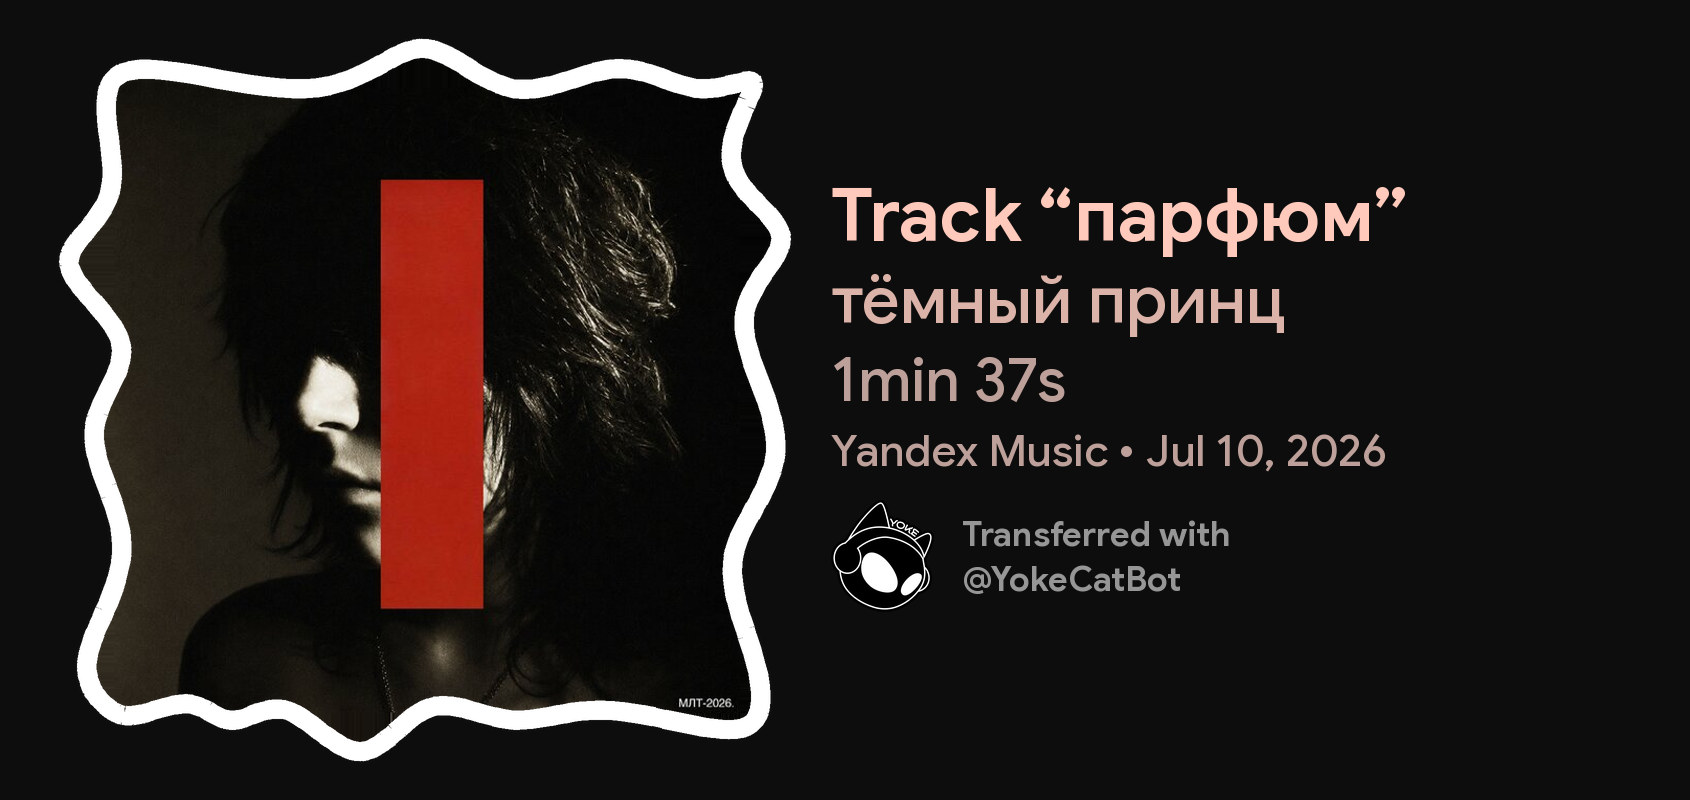 Track “парфюм”
тёмный принц
1min 37s
Yandex Music • Jul 10, 2026
YOKE
Transferred with
@YokeCatBot
МЛТ-2026.